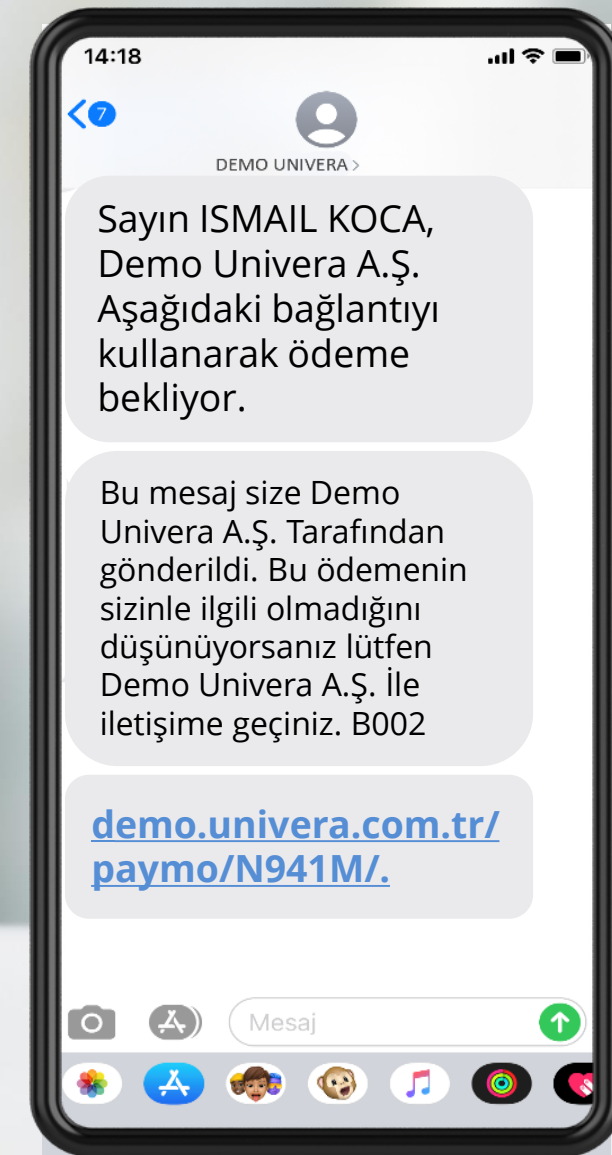 14:18
7
DEMO UNIVERA >
Sayın ISMAIL KOCA,
Demo Univera A.Ş.
Aşağıdaki bağlantıyı
kullanarak ödeme
bekliyor.
Bu mesaj size Demo
Univera A.Ş. Tarafından
gönderildi. Bu ödemenin
sizinle ilgili olmadığını
düşünüyorsanız lütfen
Demo Univera A.Ş. İle
iletişime geçiniz. B002
demo.univera.com.tr/
paymo/N941M/.
Mesaj